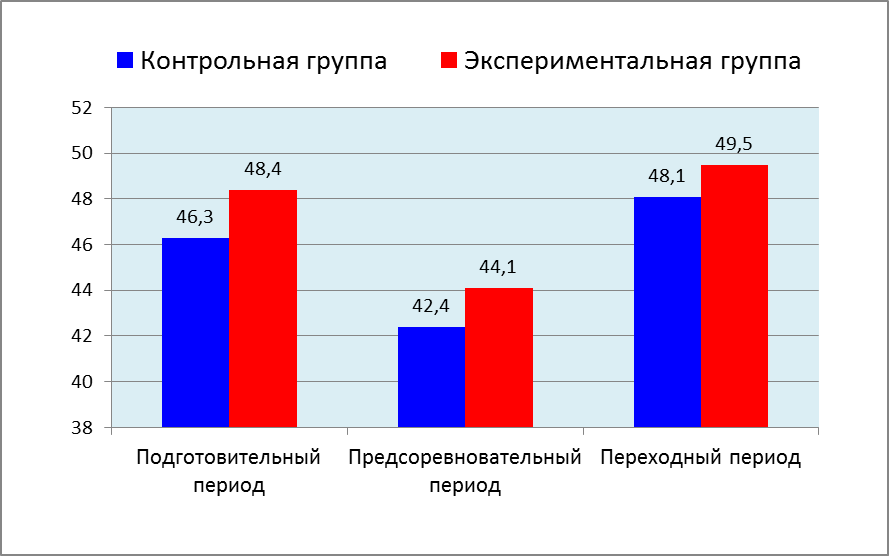 Контрольная группа Экспериментальная группа
52
50
48
46
44
42
40
38
46,3
48,4
42,4
44,1
48,1
49,5
Подготовительный
период
Предсоревновательный
период
Переходный период